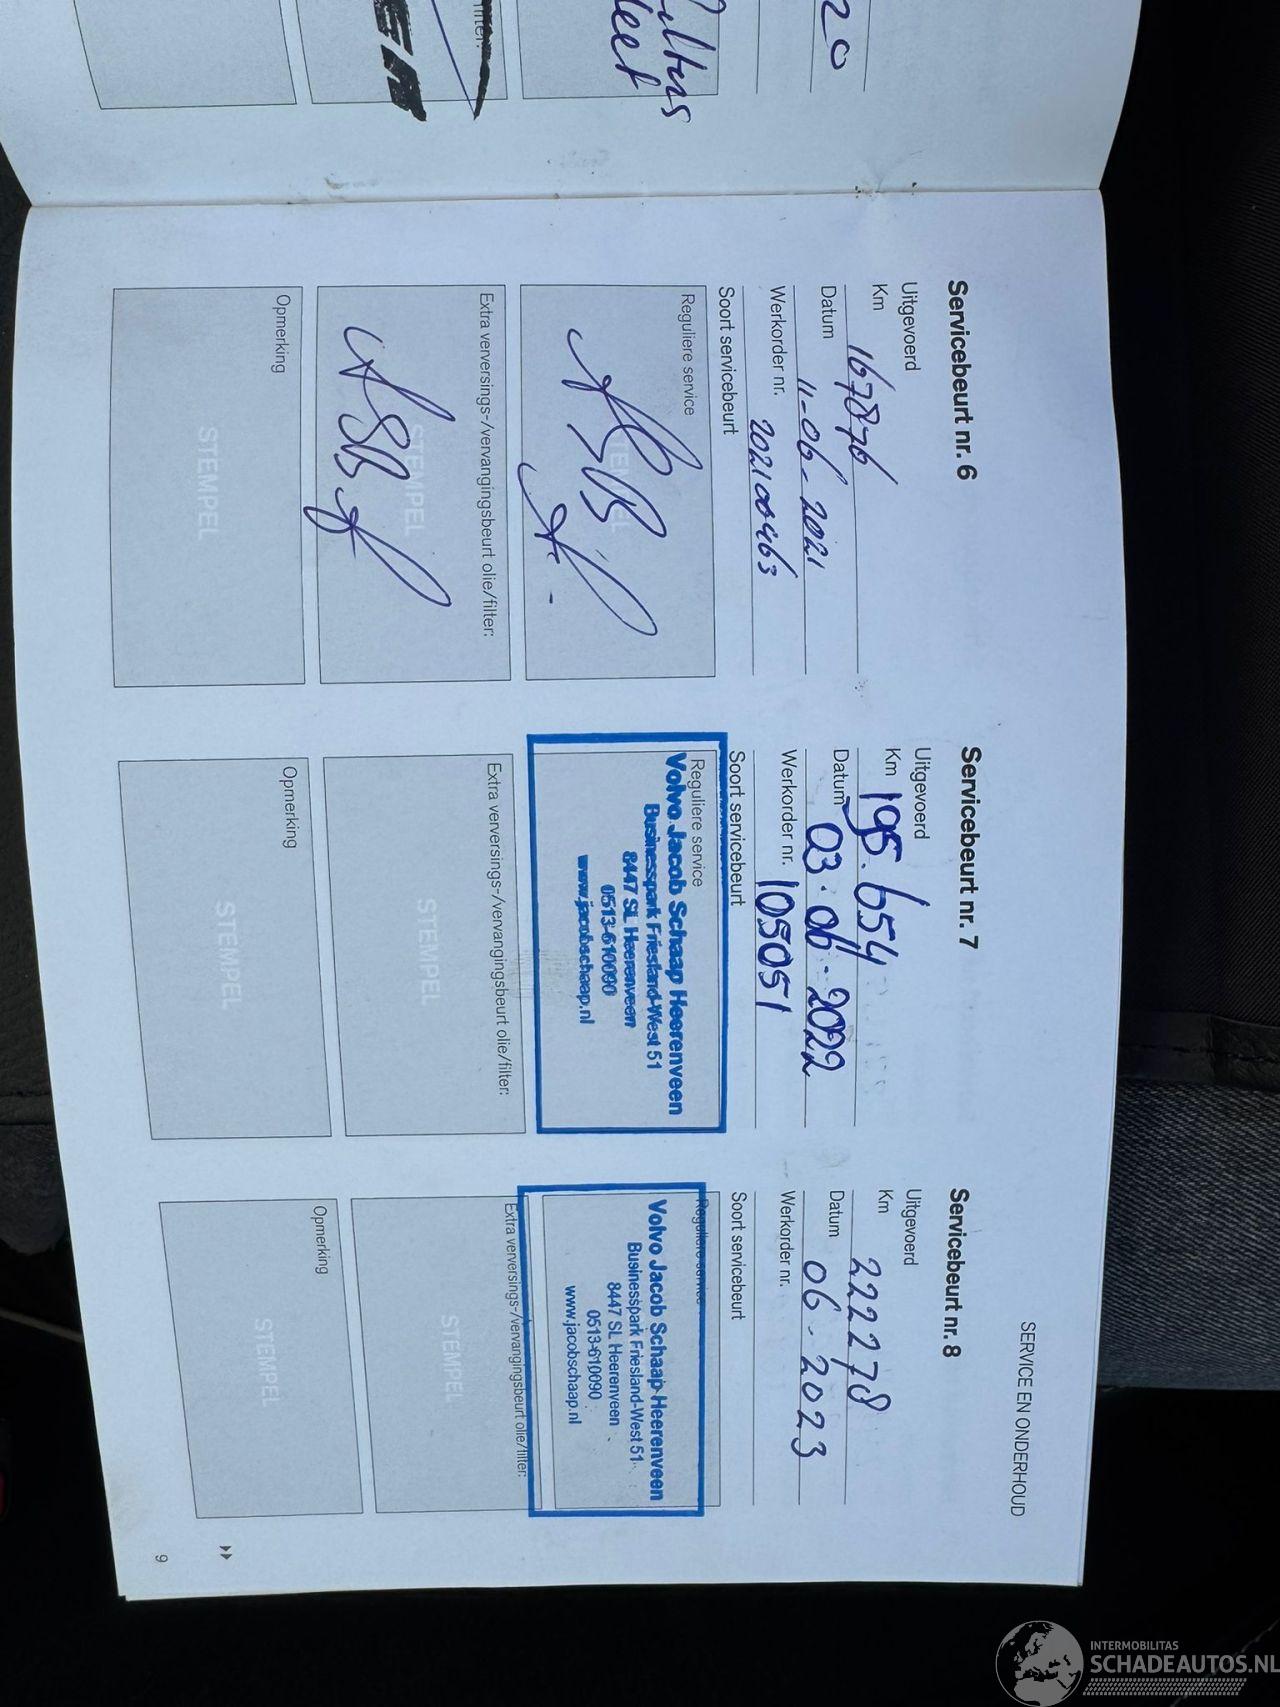 20
SERVICE EN ONDERHOUD
Servicebeurt nr. 6
Uitgevoerd
Km 167876
Datum 11-06-2021
Werkorder nr. 202100463
Soort servicebeurt
Reguliere service
STEMPEL
Extra verversings-/vervangingsbeurt olie/filter:
STEMPEL
Opmerking
STEMPEL
Servicebeurt nr. 7
Uitgevoerd
Km 195.654
Datum 03.06.2022
Werkorder nr. 105051
Soort servicebeurt
Reguliere service
Volvo Jacob Schaap Heerenveen
Businesspark Friesland-West 51
8447 SL Heerenveen
0513-610090
www.jacobschaap.nl
Extra verversings-/vervangingsbeurt olie/filter:
STEMPEL
Opmerking
STEMPEL
Servicebeurt nr. 8
Uitgevoerd
Km 222278
Datum 06-2023
Werkorder nr.
Soort servicebeurt
Reguliere service
Volvo Jacob Schaap Heerenveen
Businesspark Friesland-West 51
8447 SL Heerenveen
0513-610090
www.jacobschaap.nl
Extra verversings-/vervangingsbeurt olie/filter:
STEMPEL
Opmerking
STEMPEL
9
INTERMOBILITAS
SCHADEAUTOS.NL